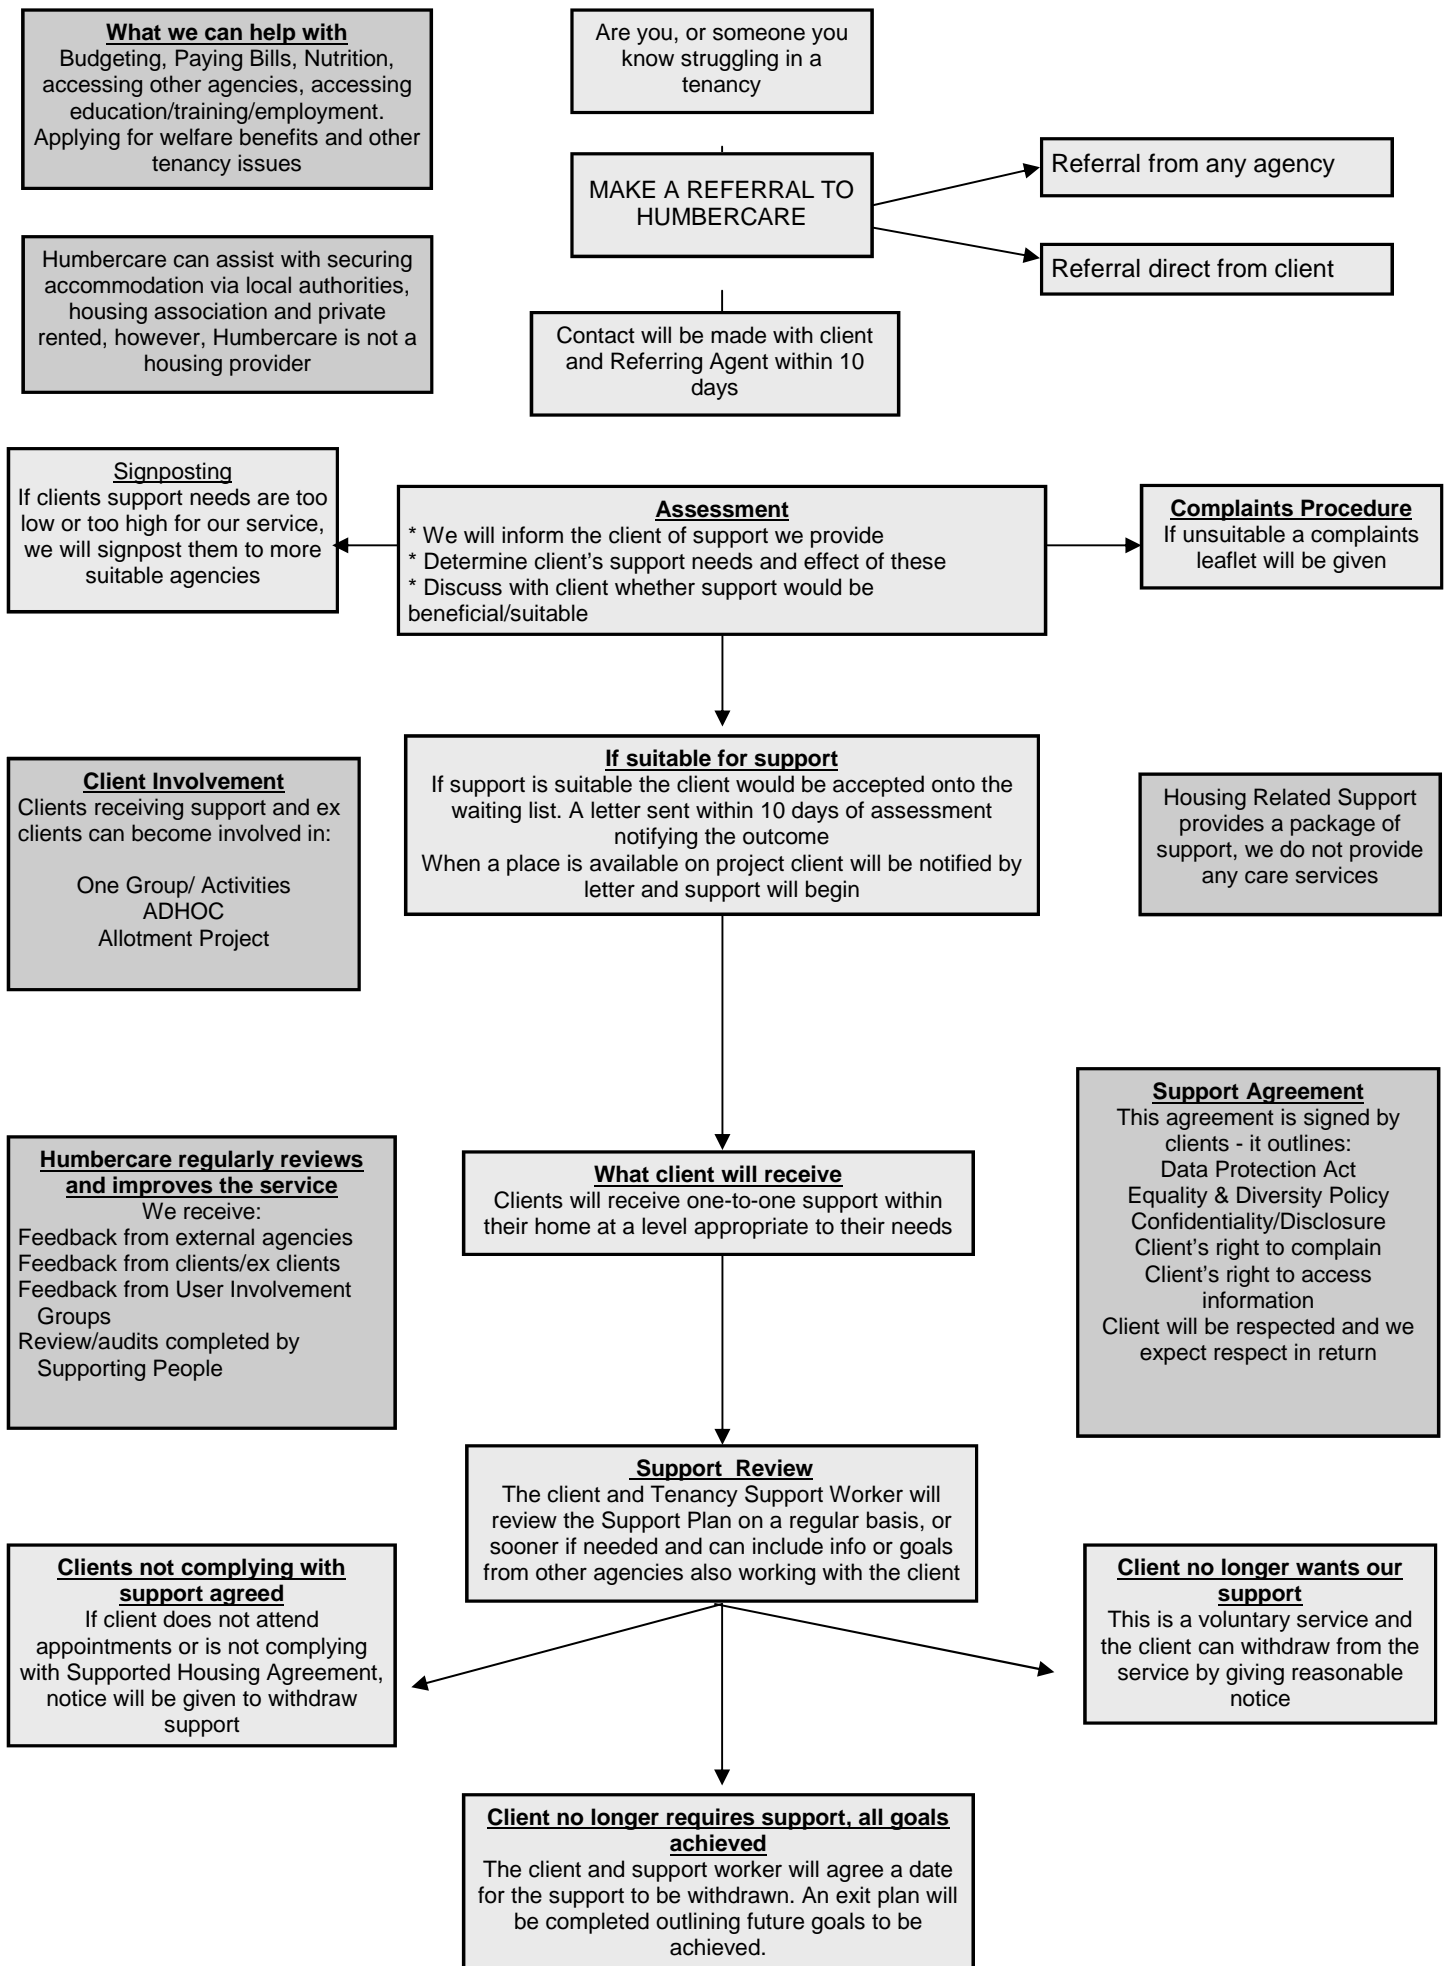 What we can help with
Budgeting, Paying Bills, Nutrition,
accessing other agencies, accessing
education/training/employment.
Applying for welfare benefits and other
tenancy issues
Are you, or someone you
know struggling in a
tenancy
MAKE A REFERRAL TO
HUMBERCARE
Referral from any agency
Referral direct from client
Humbercare can assist with securing
accommodation via local authorities,
housing association and private
rented, however, Humbercare is not a
housing provider
Contact will be made with client
and Referring Agent within 10
days
Signposting
If clients support needs are too
low or too high for our service,
we will signpost them to more
suitable agencies
Assessment
* We will inform the client of support we provide
* Determine client's support needs and effect of these
* Discuss with client whether support would be
beneficial/suitable
Complaints Procedure
If unsuitable a complaints
leaflet will be given
Client Involvement
Clients receiving support and ex
clients can become involved in:
One Group/ Activities
ADHOC
Allotment Project
If suitable for support
If support is suitable the client would be accepted onto the
waiting list. A letter sent within 10 days of assessment
notifying the outcome
When a place is available on project client will be notified by
letter and support will begin
Housing Related Support
provides a package of
support, we do not provide
any care services
Humbercare regularly reviews
and improves the service
We receive:
Feedback from external agencies
Feedback from clients/ex clients
Feedback from User Involvement
Groups
Review/audits completed by
Supporting People
What client will receive
Clients will receive one-to-one support within
their home at a level appropriate to their needs
Support Agreement
This agreement is signed by
clients - it outlines:
Data Protection Act
Equality & Diversity Policy
Confidentiality/Disclosure
Client's right to complain
Client's right to access
information
Client will be respected and we
expect respect in return
Support Review
The client and Tenancy Support Worker will
review the Support Plan on a regular basis, or
sooner if needed and can include info or goals
from other agencies also working with the client
Clients not complying with
support agreed
If client does not attend
appointments or is not complying
with Supported Housing Agreement,
notice will be given to withdraw
support
Client no longer wants our
support
This is a voluntary service and
the client can withdraw from the
service by giving reasonable
notice
Client no longer requires support, all goals
achieved
The client and support worker will agree a date
for the support to be withdrawn. An exit plan will
be completed outlining future goals to be
achieved.